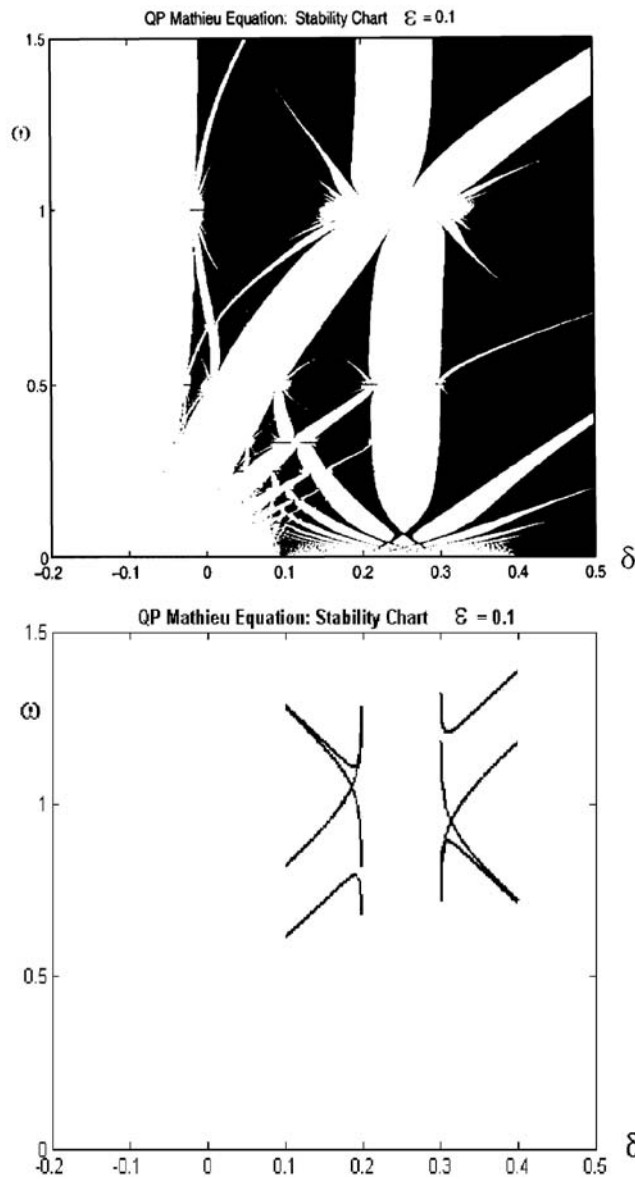 QP Mathieu Equation: Stability Chart ε = 0.1
1.5
ω
1
0.5
0
-0.2 -0.1 0 0.1 0.2 0.3 0.4 0.5 δ
QP Mathieu Equation: Stability Chart ε = 0.1
1.5
ω
1
0.5
0
-0.2 -0.1 0 0.1 0.2 0.3 0.4 0.5 δ